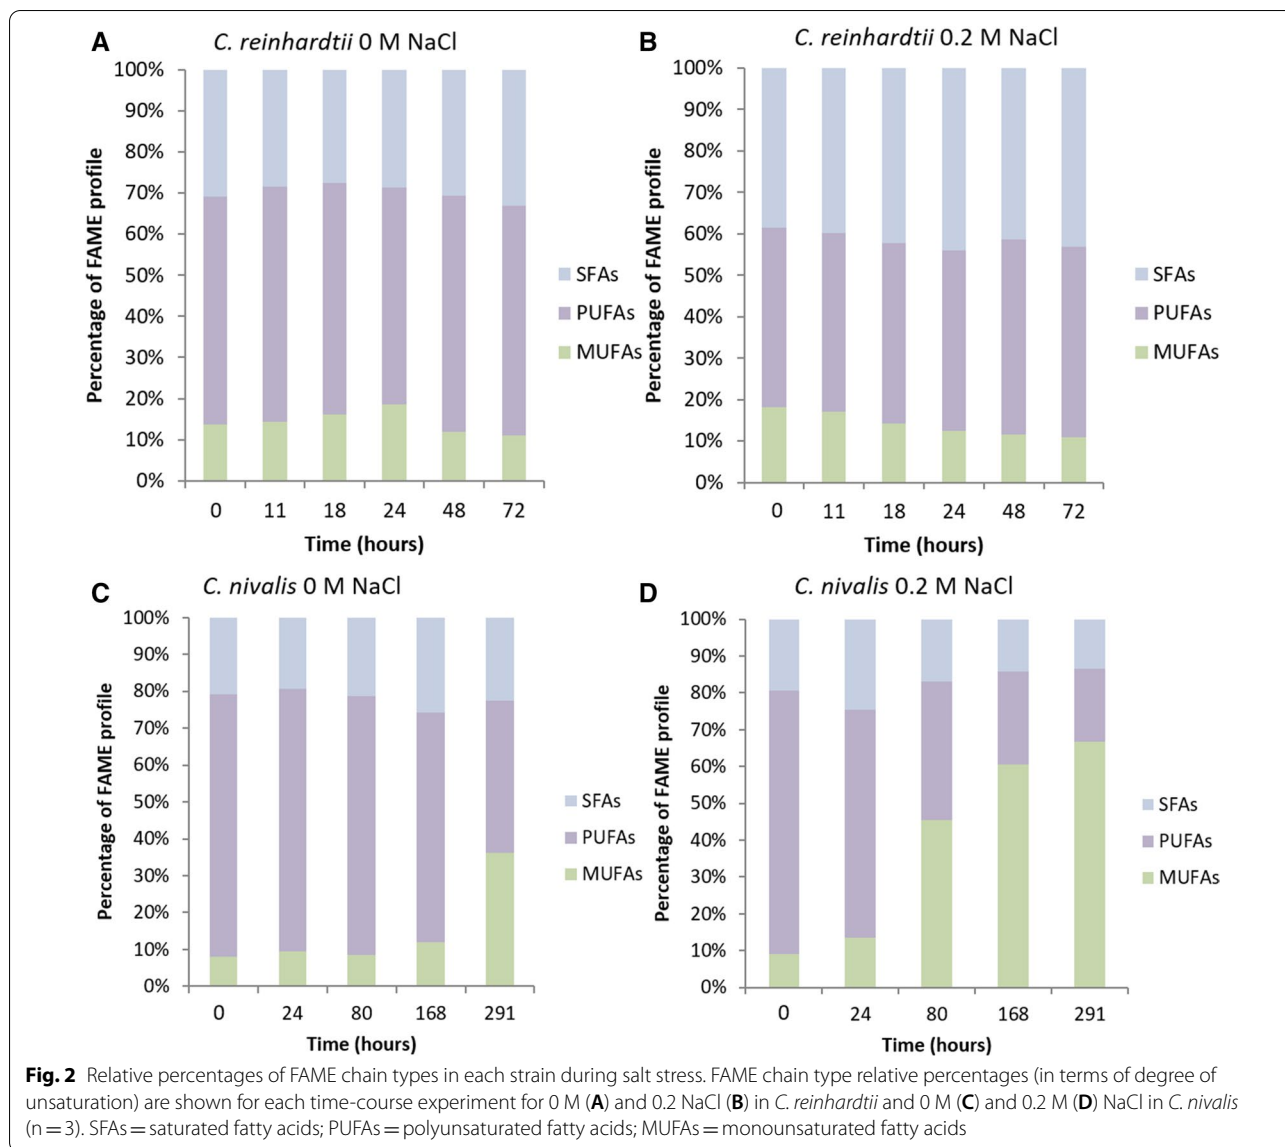 A
C. reinhardtii 0 M NaCl
100%
90%
80%
70%
60%
50%
40%
30%
20%
10%
0%
Percentage of FAME profile
0 11 18 24 48 72
Time (hours)
SFAs
PUFAs
MUFAs
B
C. reinhardtii 0.2 M NaCl
100%
90%
80%
70%
60%
50%
40%
30%
20%
10%
0%
Percentage of FAME profile
0 11 18 24 48 72
Time (hours)
SFAs
PUFAs
MUFAs
C
C. nivalis 0 M NaCl
100%
90%
80%
70%
60%
50%
40%
30%
20%
10%
0%
Percentage of FAME profile
0 24 80 168 291
Time (hours)
SFAs
PUFAs
MUFAs
D
C. nivalis 0.2 M NaCl
100%
90%
80%
70%
60%
50%
40%
30%
20%
10%
0%
Percentage of FAME profile
0 24 80 168 291
Time (hours)
SFAs
PUFAs
MUFAs
Fig. 2 Relative percentages of FAME chain types in each strain during salt stress. FAME chain type relative percentages (in terms of degree of
unsaturation) are shown for each time-course experiment for 0 M (A) and 0.2 NaCl (B) in C. reinhardtii and 0 M (C) and 0.2 M (D) NaCl in C. nivalis
(n = 3). SFAs = saturated fatty acids; PUFAs = polyunsaturated fatty acids; MUFAs = monounsaturated fatty acids